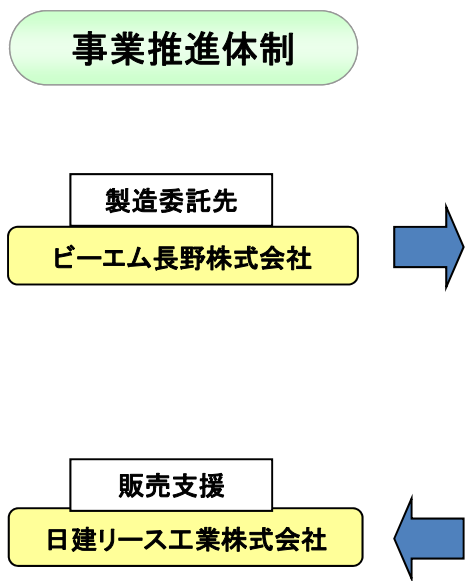 事業推進体制
製造委託先
ビーエム長野株式会社
販売支援
日建リース工業株式会社